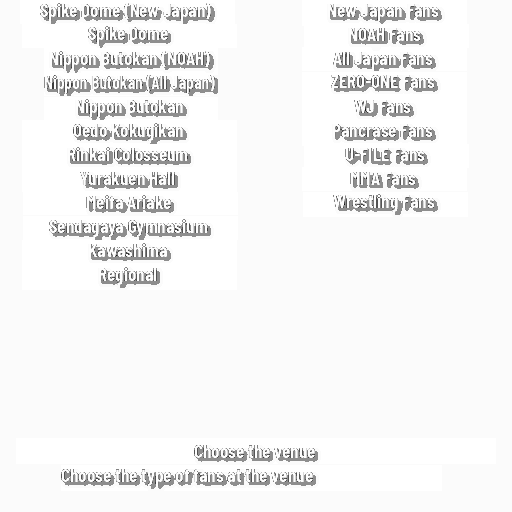 Spike Dome (New Japan)
Spike Dome
Nippon Butokan (NOAH)
Nippon Butokan (All Japan)
Nippon Butokan
Oedo Kokugikan
Rinkai Colosseum
Yurakuen Hall
Meira Ariake
Sendagaya Gymnasium
Kawashima
Regional
New Japan Fans
NOAH Fans
All Japan Fans
ZERO-ONE Fans
WJ Fans
Pancrase Fans
U-FILE Fans
MMA Fans
Wrestling Fans
Choose the venue
Choose the type of fans at the venue